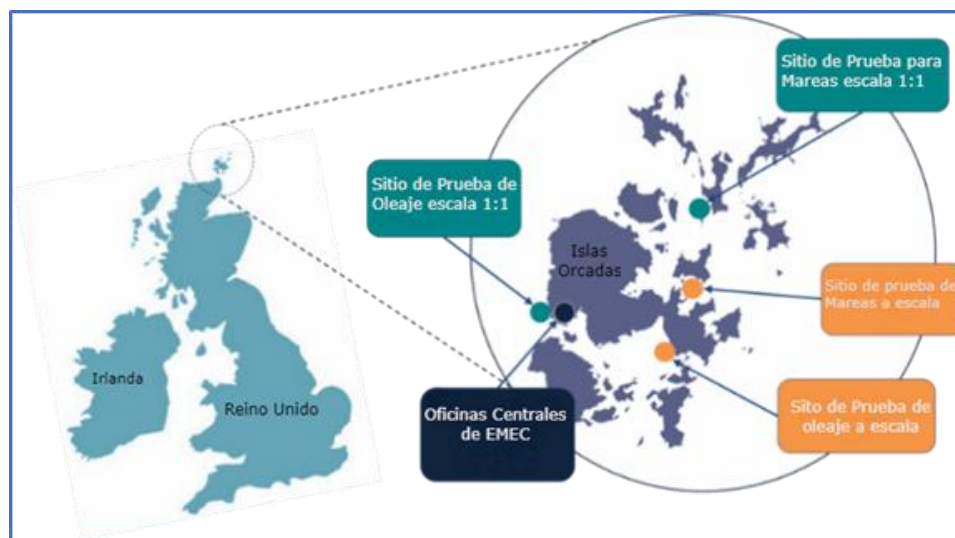 Sitio de Prueba para
Mareas escala 1:1
Sitio de Prueba de
Oleaje escala 1:1
Islas
Orcadas
Sitio de prueba de
Mareas a escala
Irlanda
Reino Unido
Oficinas Centrales
de EMEC
Sito de Prueba de
oleaje a escala